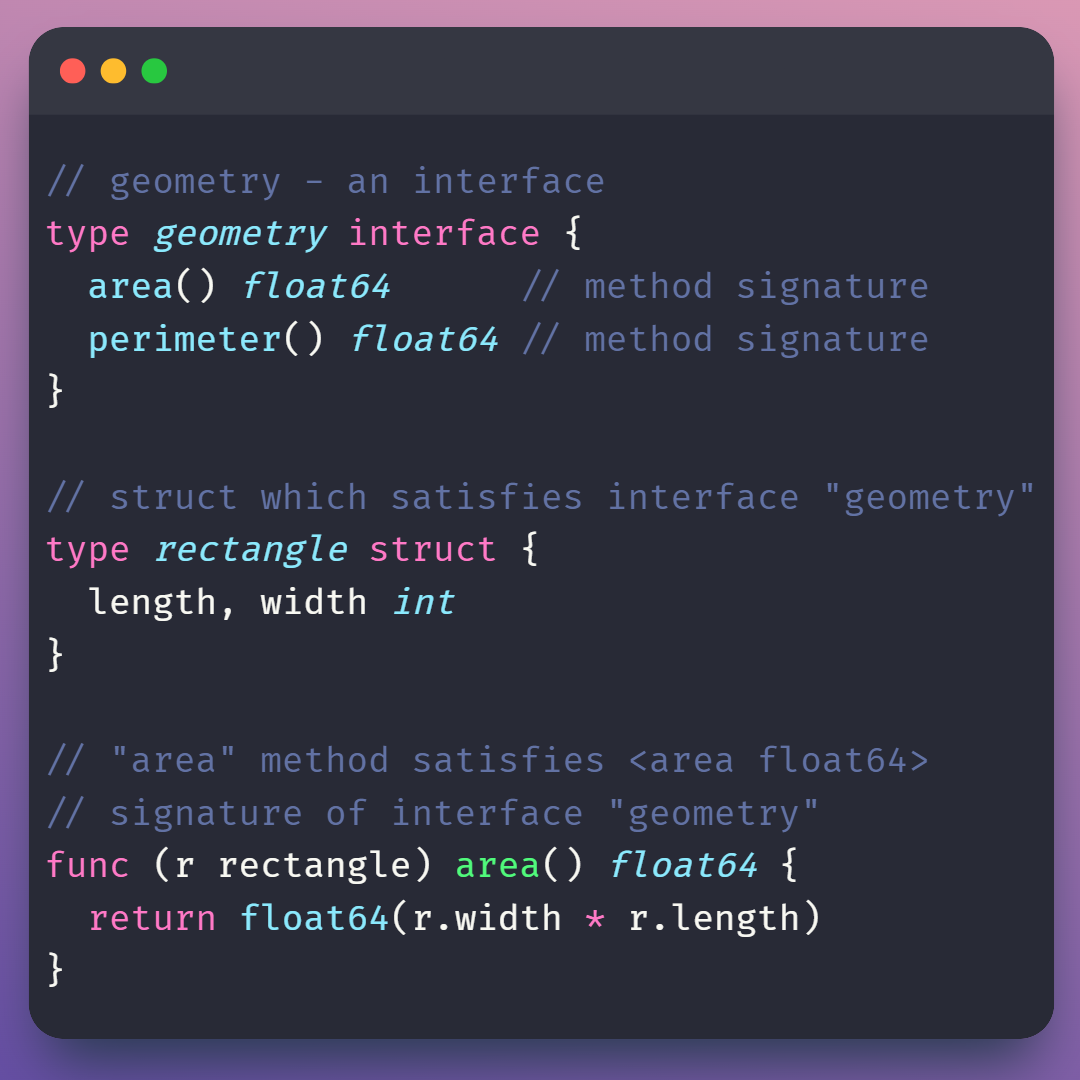 // geometry - an interface
type geometry interface {
  area() float64      // method signature
  perimeter() float64 // method signature
}
// struct which satisfies interface "geometry"
type rectangle struct {
  length, width int
}
// "area" method satisfies <area float64>
// signature of interface "geometry"
func (r rectangle) area() float64 {
  return float64(r.width * r.length)
}